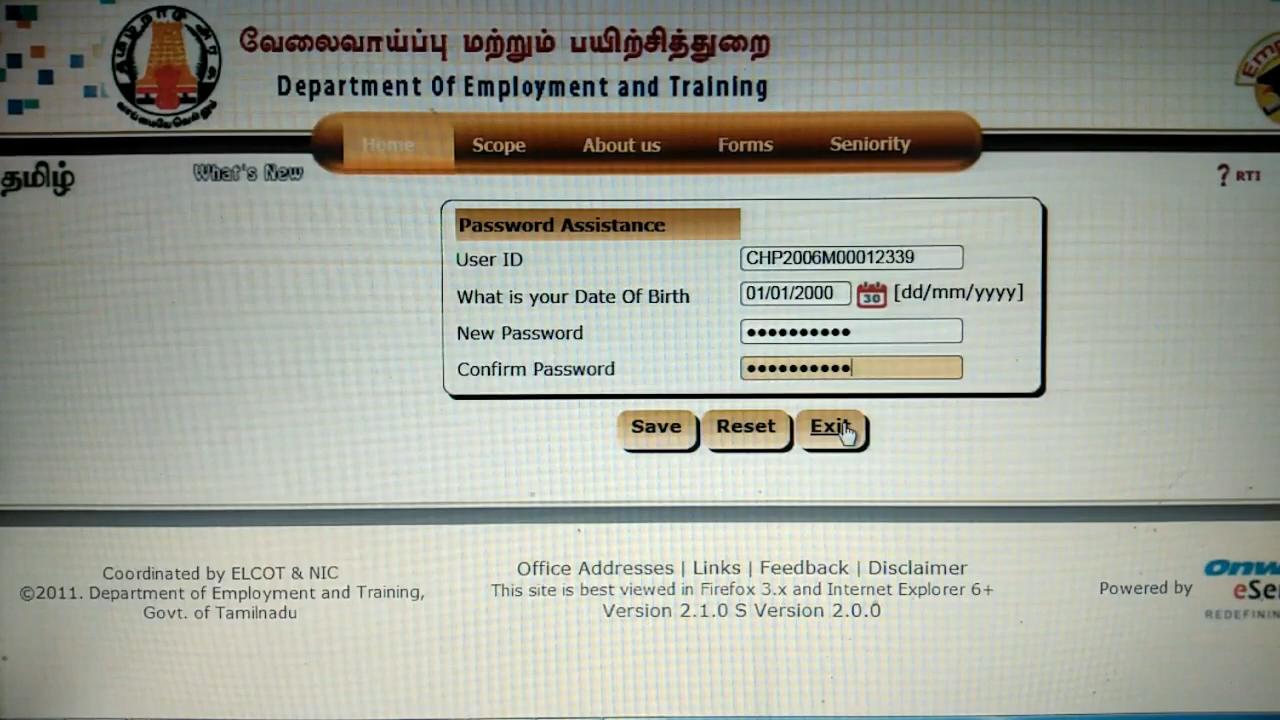 வேலைவாய்ப்பு மற்றும் பயிற்சித்துறை
Department Of Employment and Training
Home Scope About us Forms Seniority
தமிழ் What's New ? RTI
Password Assistance
User ID CHP2006M00012339
What is your Date Of Birth 01/01/2000 30 [dd/mm/yyyy]
New Password ●●●●●●●●●●
Confirm Password ●●●●●●●●●●
Save Reset Exit
Office Addresses | Links | Feedback | Disclaimer
Coordinated by ELCOT & NIC
©2011. Department of Employment and Training,
Govt. of Tamilnadu
This site is best viewed in Firefox 3.x and Internet Explorer 6+
Version 2.1.0 S Version 2.0.0
Powered by